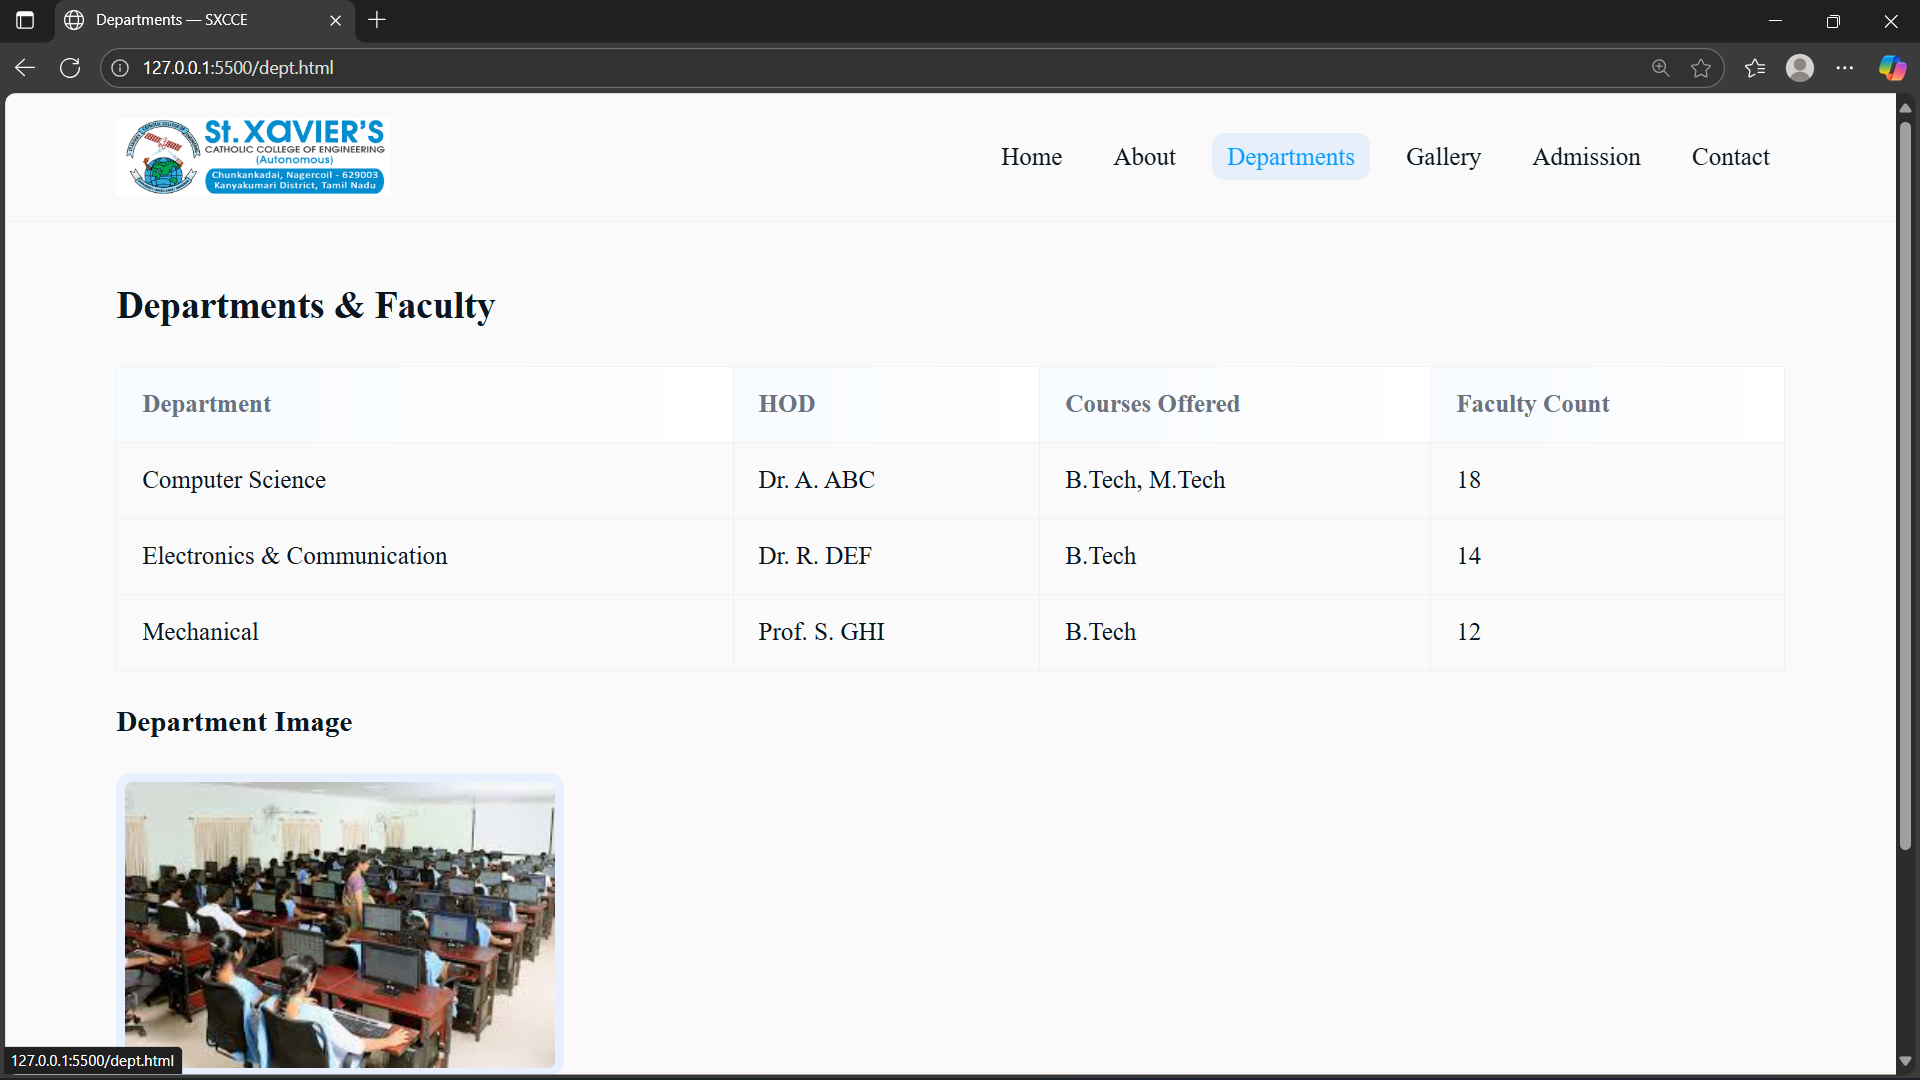 Departments — SXCCE
127.0.0.1:5500/dept.html
St. XAVIER'S
CATHOLIC COLLEGE OF ENGINEERING
(Autonomous)
Chunkankadai, Nagercoil - 629003
Kanyakumari District, Tamil Nadu
Home About Departments Gallery Admission Contact
Departments & Faculty
Department HOD Courses Offered Faculty Count
Computer Science Dr. A. ABC B.Tech, M.Tech 18
Electronics & Communication Dr. R. DEF B.Tech 14
Mechanical Prof. S. GHI B.Tech 12
Department Image
127.0.0.1:5500/dept.html